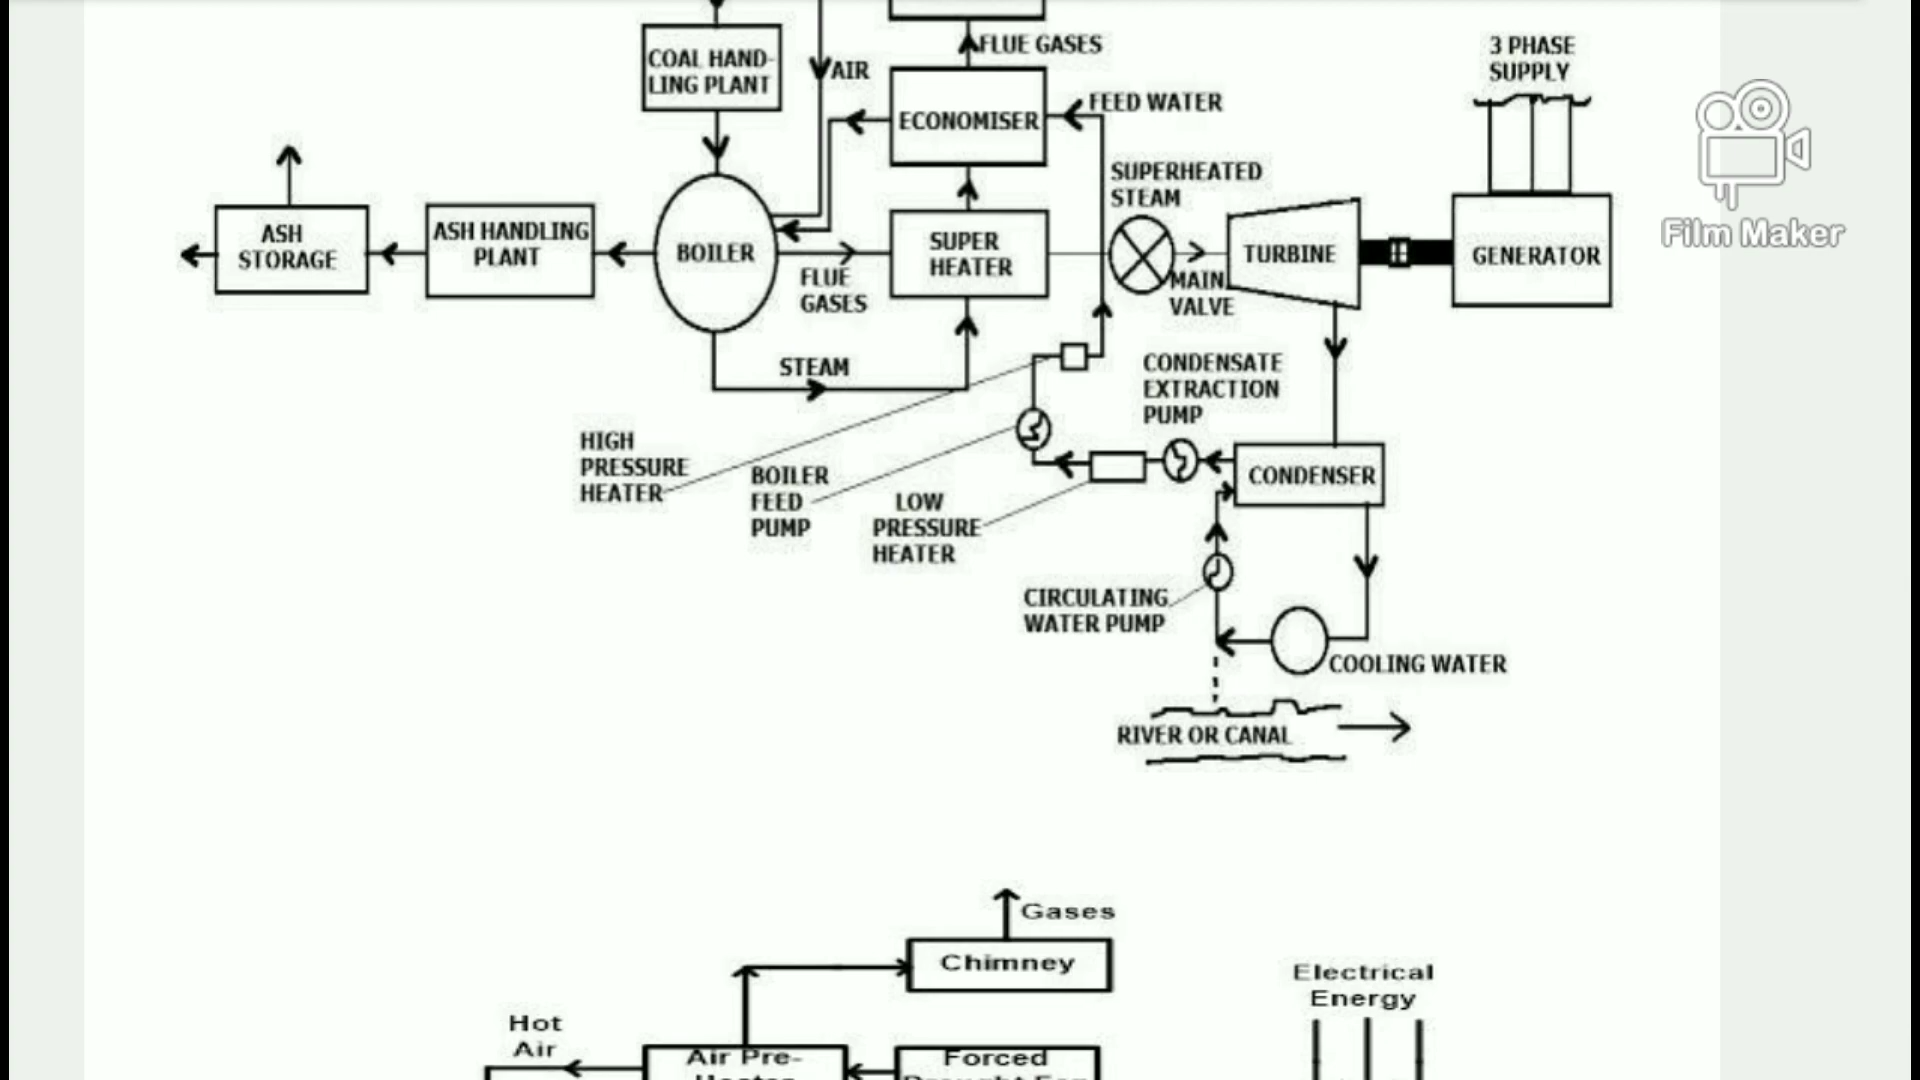 FLUE GASES
COAL HAND-
LING PLANT
AIR
3 PHASE
SUPPLY
FEED WATER
ECONOMISER
SUPERHEATED
STEAM
Film Maker
ASH
STORAGE
ASH HANDLING
PLANT
BOILER
SUPER
HEATER
TURBINE
GENERATOR
FLUE
GASES
MAIN
VALVE
STEAM
CONDENSATE
EXTRACTION
PUMP
HIGH
PRESSURE
HEATER
BOILER
FEED
PUMP
LOW
PRESSURE
HEATER
CONDENSER
CIRCULATING
WATER PUMP
COOLING WATER
RIVER OR CANAL
Gases
Chimney
Electrical
Energy
Hot
Air
Air Pre-
Heater
Forced
Draught Fan